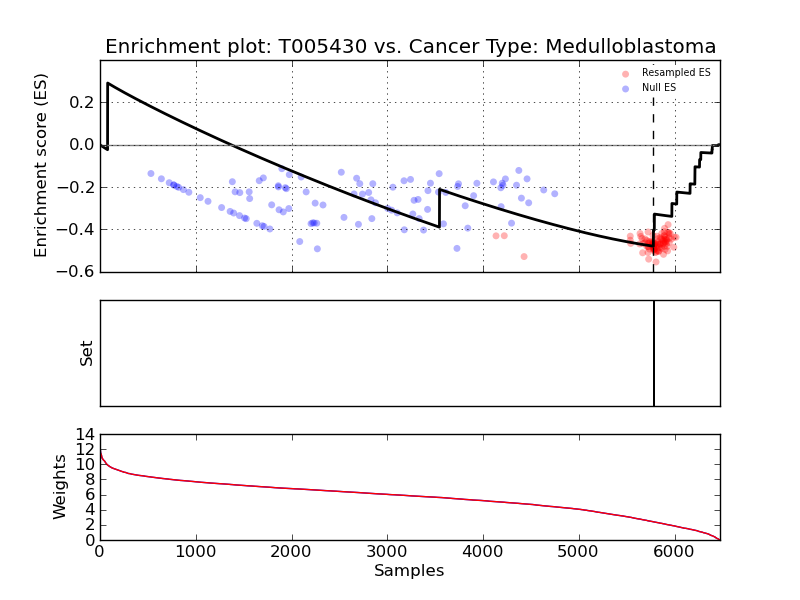 Enrichment plot: T005430 vs. Cancer Type: Medulloblastoma
Enrichment score (ES)
0.2
0.0
−0.2
−0.4
−0.6
Resampled ES
Null ES
Set
Weights
14
12
10
8
6
4
2
0
0 1000 2000 3000 4000 5000 6000
Samples